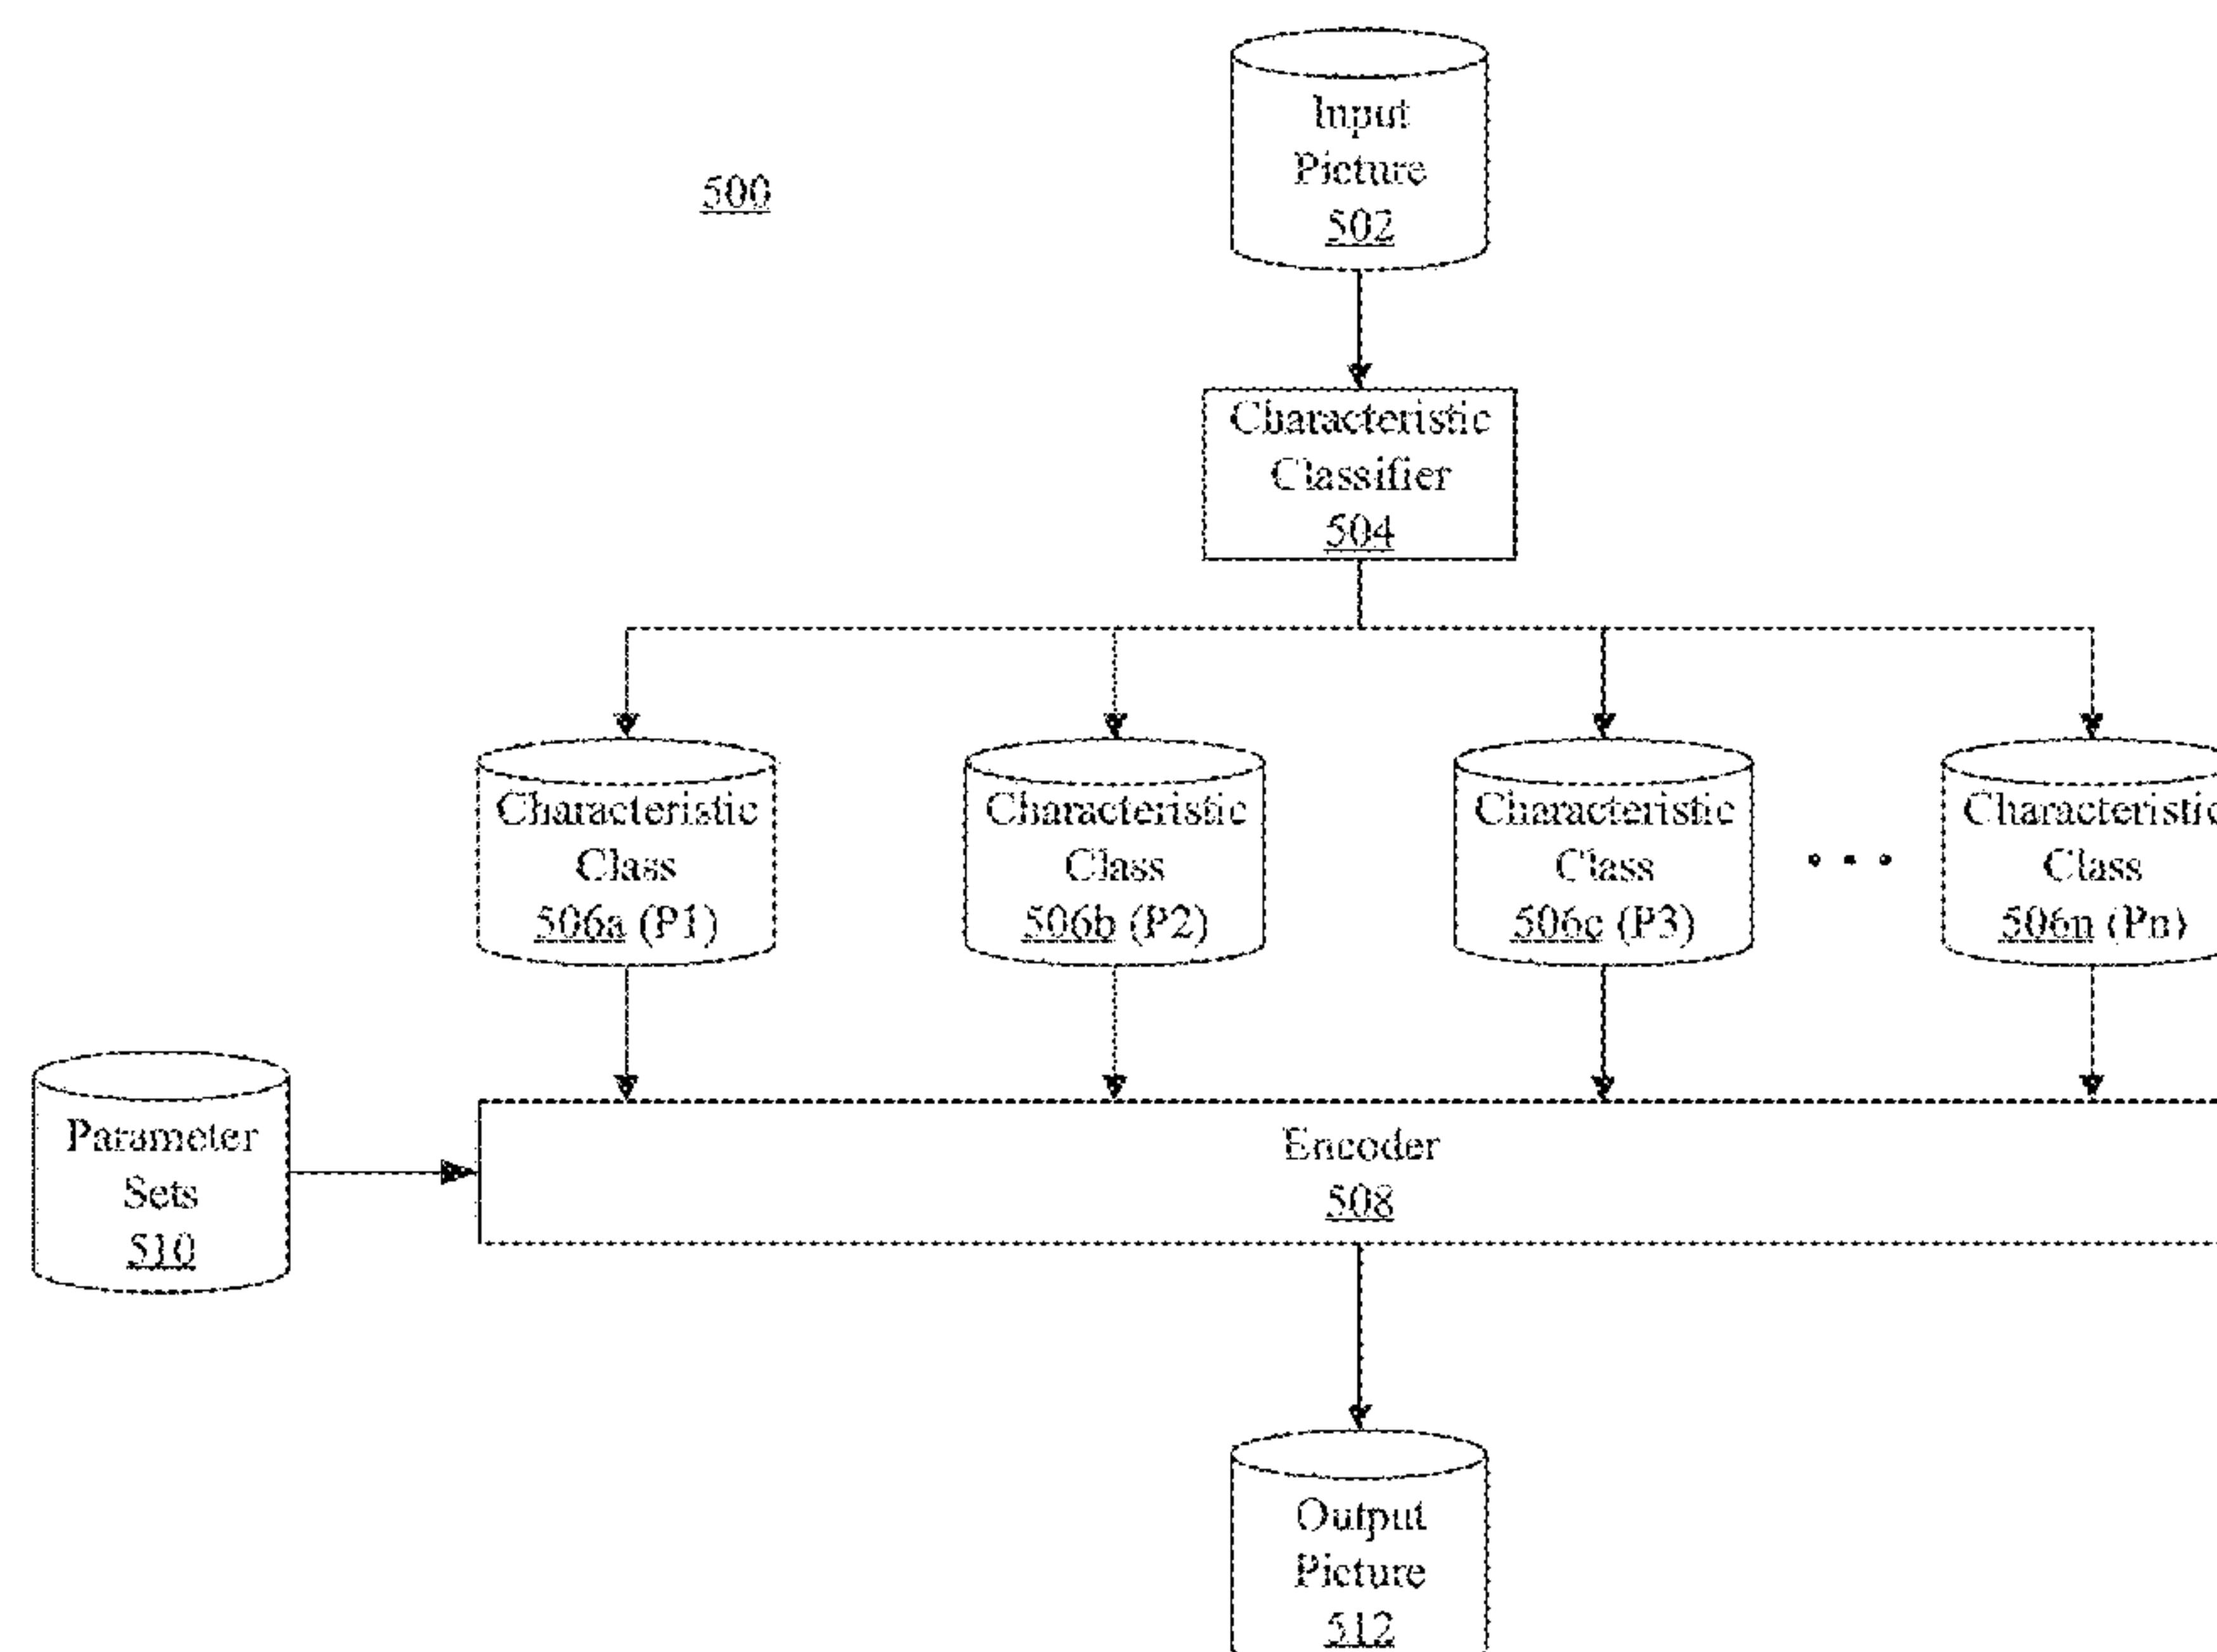 500
Input
Picture
502
Characteristic
Classifier
504
Characteristic
Class
506a (P1)
Characteristic
Class
506b (P2)
Characteristic
Class
506c (P3)
• • •
Characteristic
Class
506n (Pn)
Parameter
Sets
510
Encoder
508
Output
Picture
512